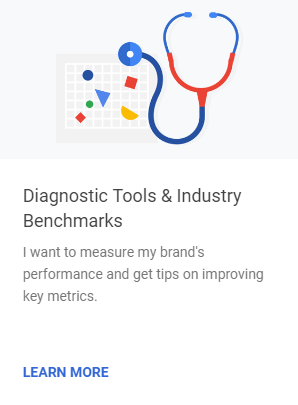 Diagnostic Tools & Industry
Benchmarks
I want to measure my brand's
performance and get tips on improving
key metrics.
LEARN MORE